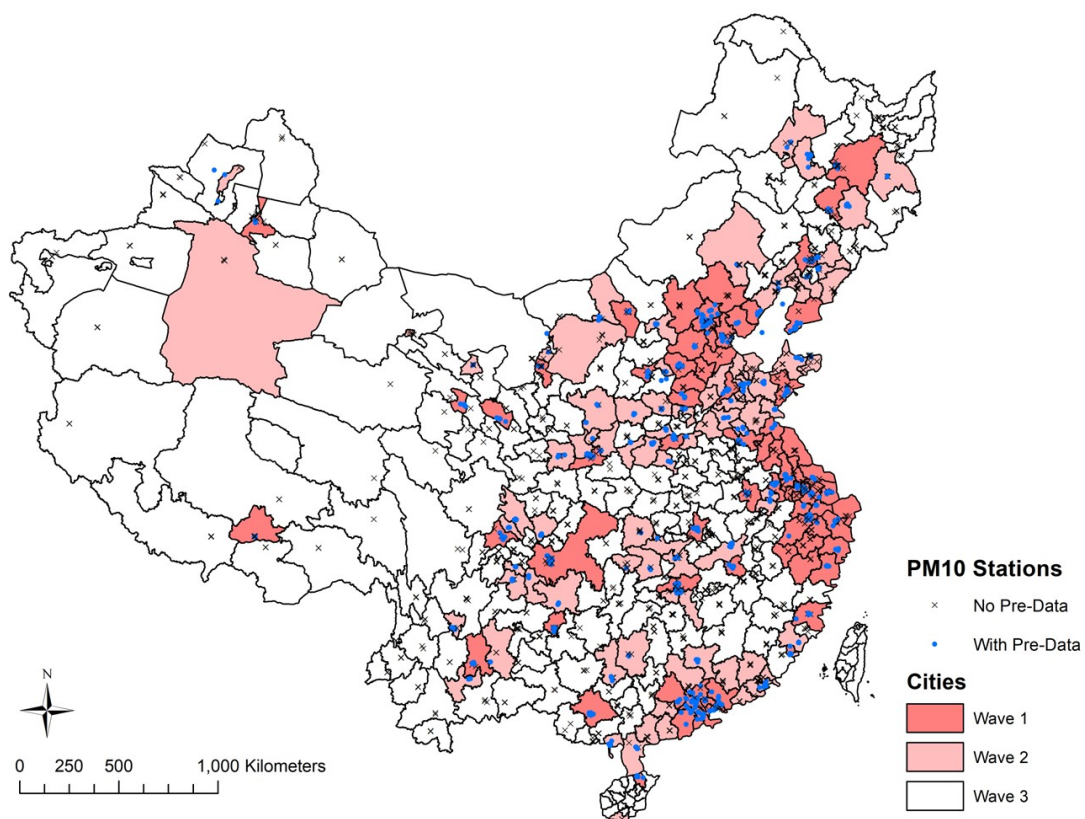 PM10 Stations
No Pre-Data
With Pre-Data
Cities
Wave 1
Wave 2
Wave 3
N
0 250 500 1,000 Kilometers